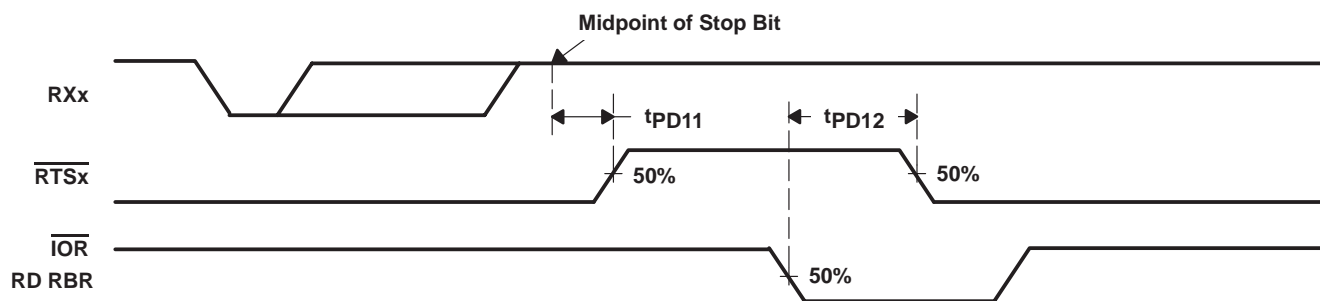 Midpoint of Stop Bit
RXx
tPD11
tPD12
RTSx
50%
50%
IOR
RD RBR
50%